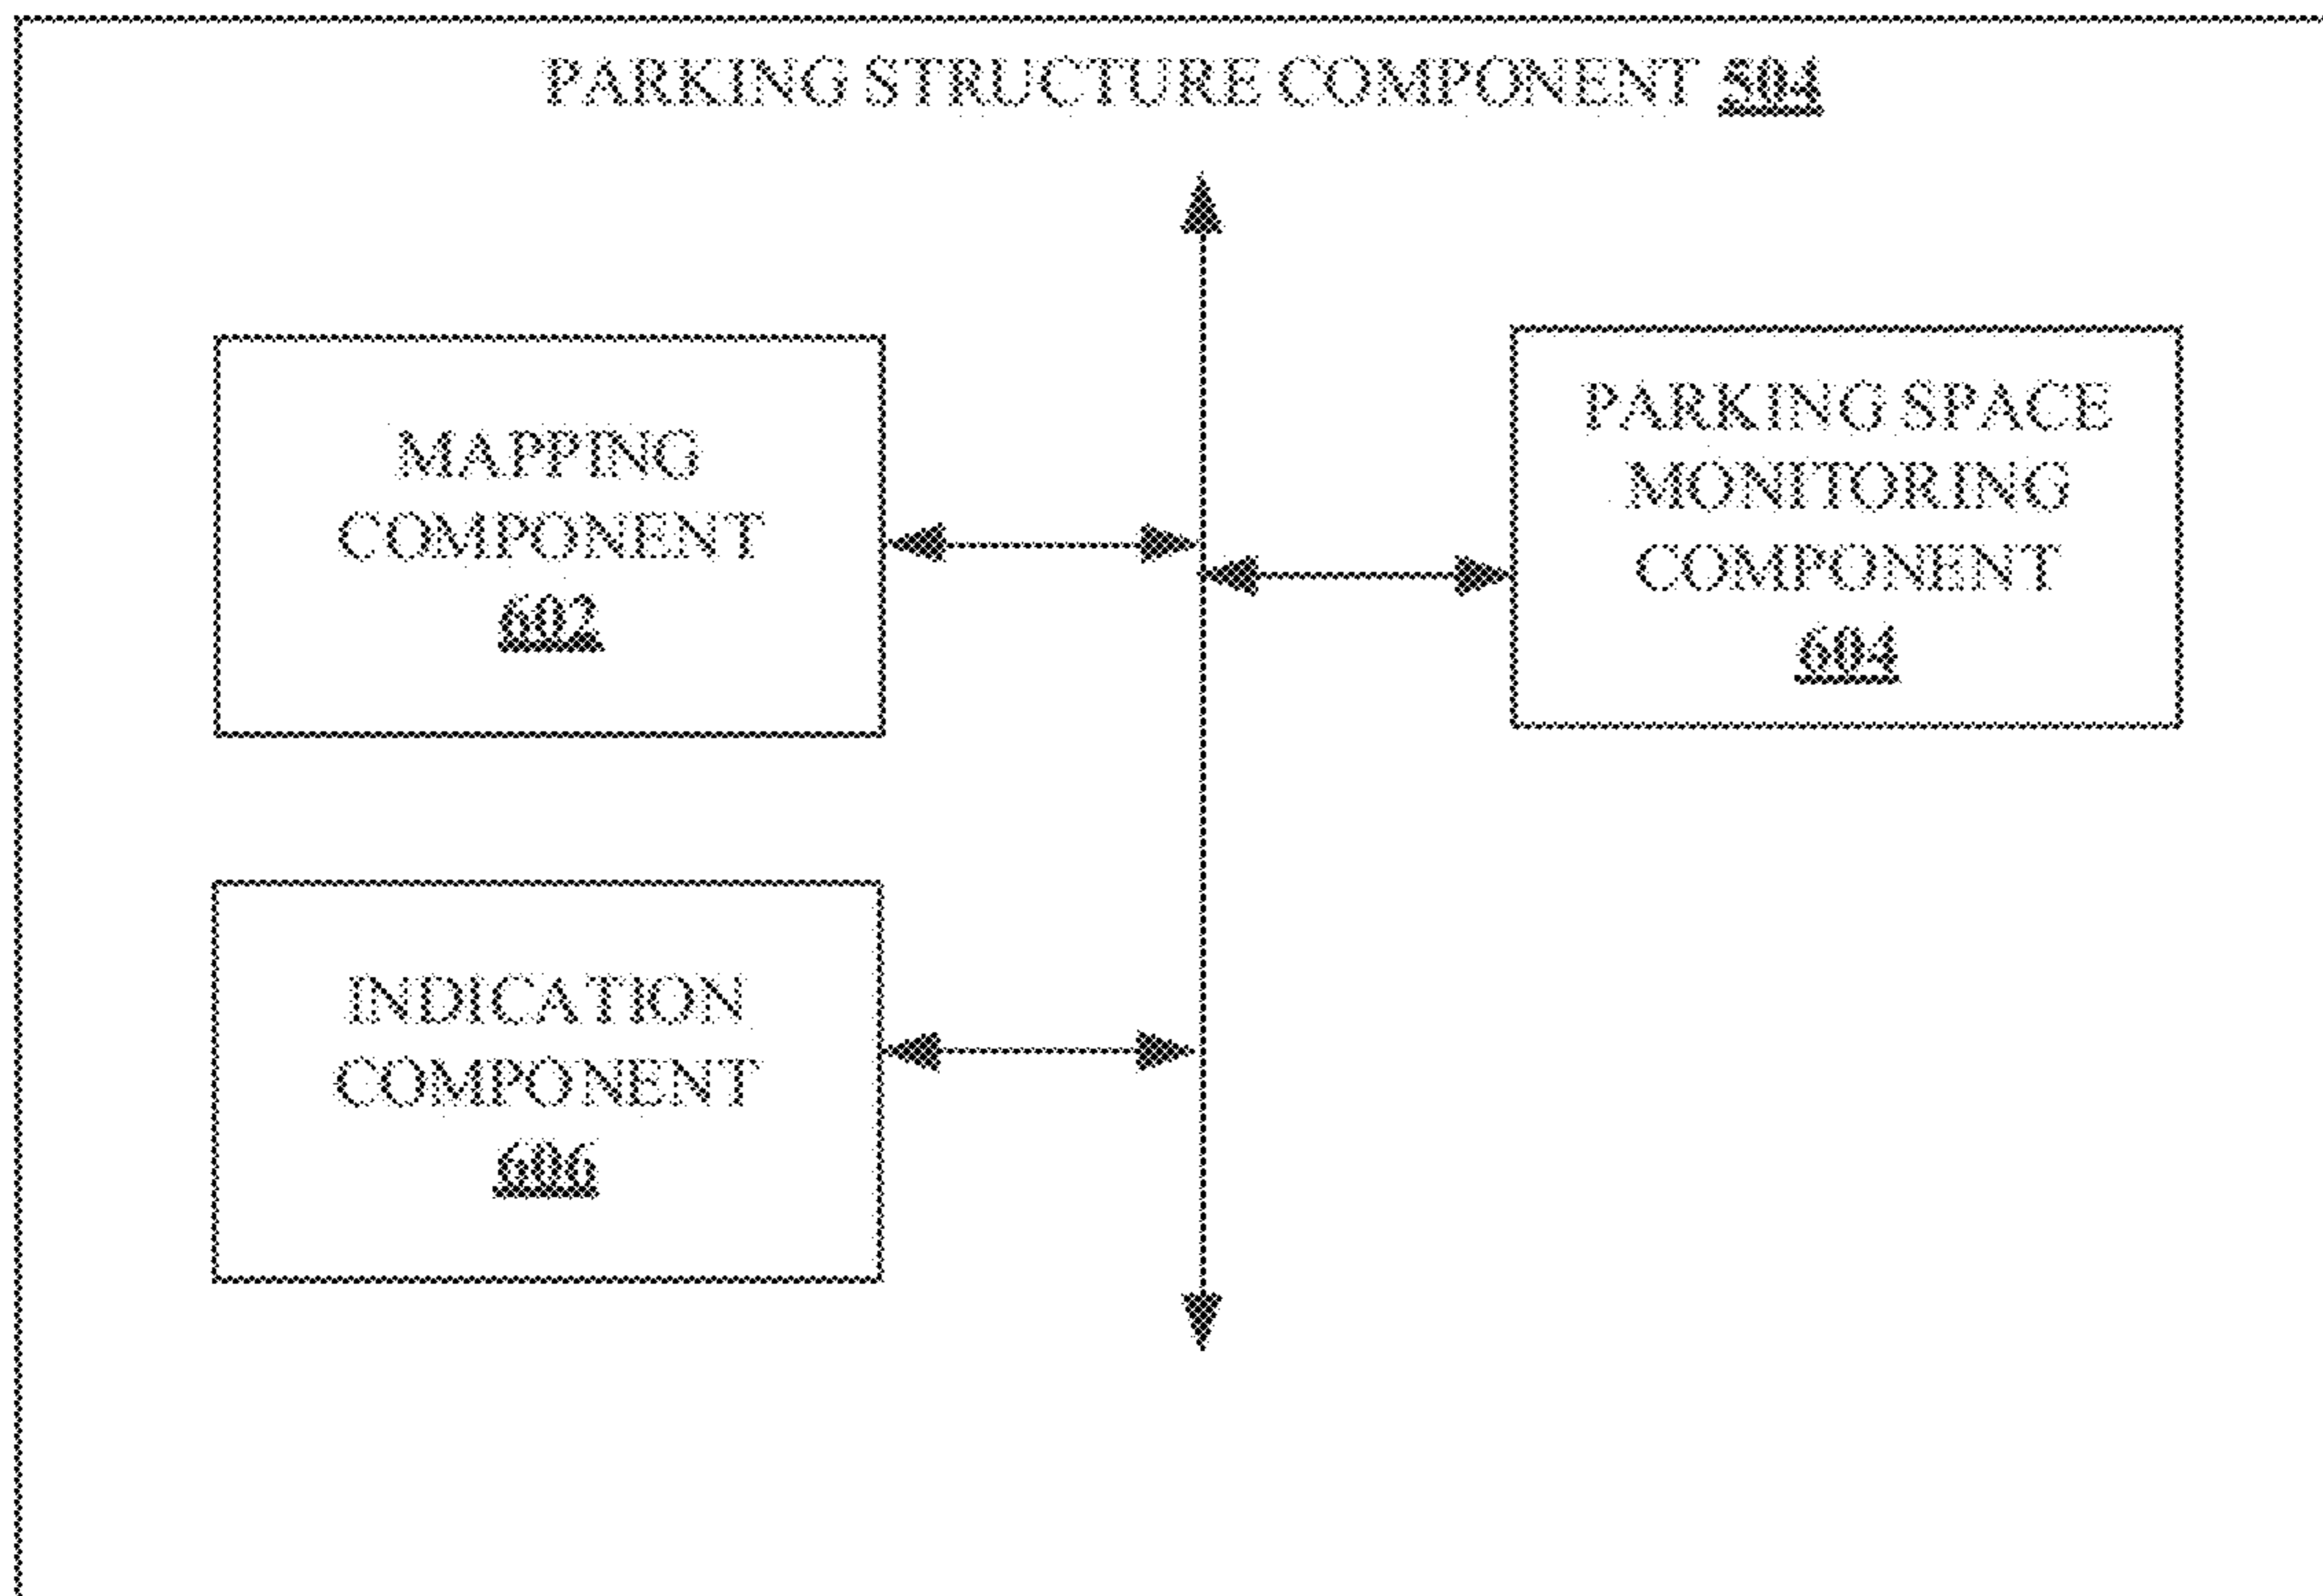 PARKING STRUCTURE COMPONENT 504
MAPPING
COMPONENT
602
PARKING SPACE
MONITORING
COMPONENT
604
INDICATION
COMPONENT
606